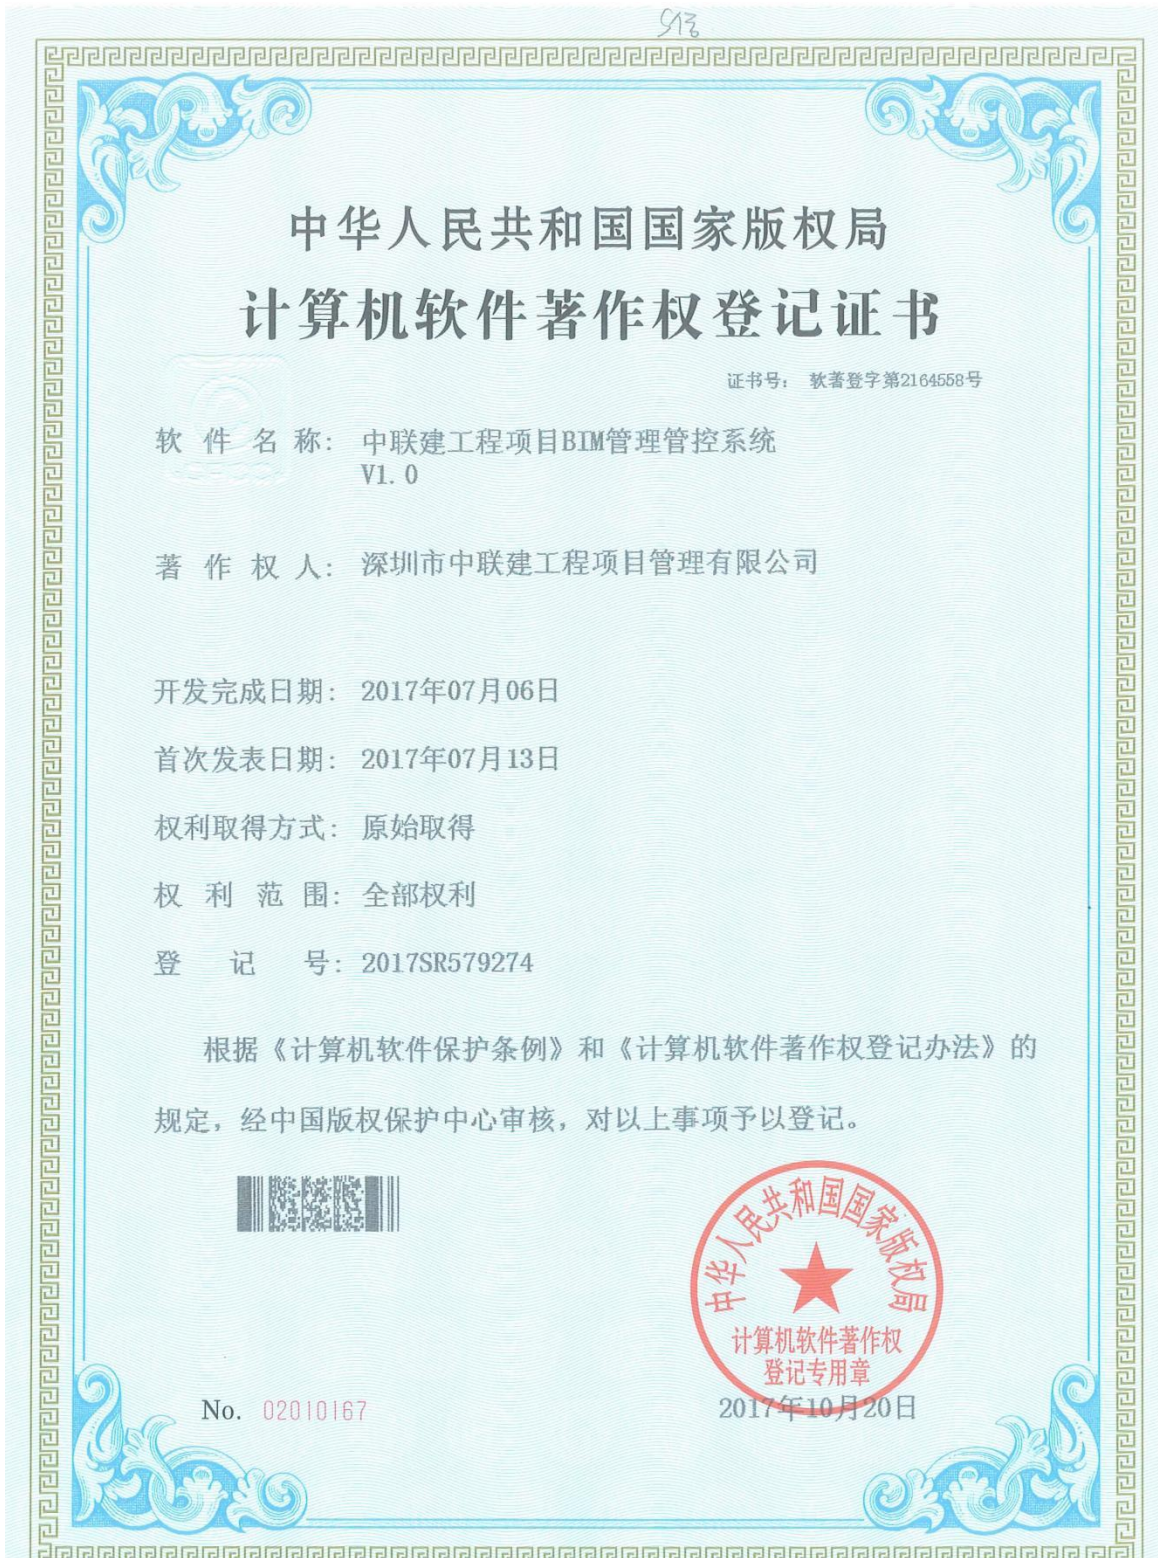 中华人民共和国国家版权局
计算机软件著作权登记证书
证书号： 软著登字第2164558号
软件名称： 中联建工程项目BIM管理管控系统
V1.0
著作权人： 深圳市中联建工程项目管理有限公司
开发完成日期： 2017年07月06日
首次发表日期： 2017年07月13日
权利取得方式： 原始取得
权利范围： 全部权利
登记号： 2017SR579274
根据《计算机软件保护条例》和《计算机软件著作权登记办法》的
规定，经中国版权保护中心审核，对以上事项予以登记。
中华人民共和国国家版权局
计算机软件著作权
登记专用章
No. 02010167
2017年10月20日